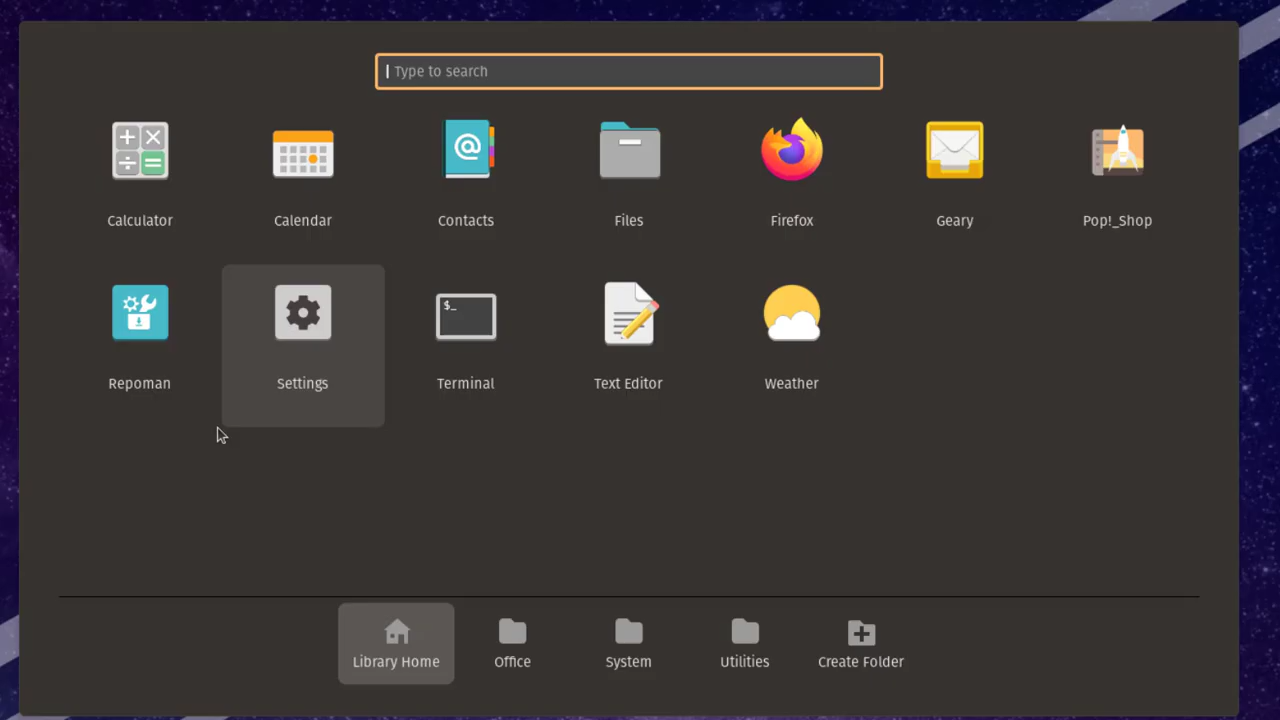 Type to search
Calculator
Calendar
Contacts
Files
Firefox
Geary
Pop!_Shop
$_
Repoman
Settings
Terminal
Text Editor
Weather
Library Home
Office
System
Utilities
Create Folder